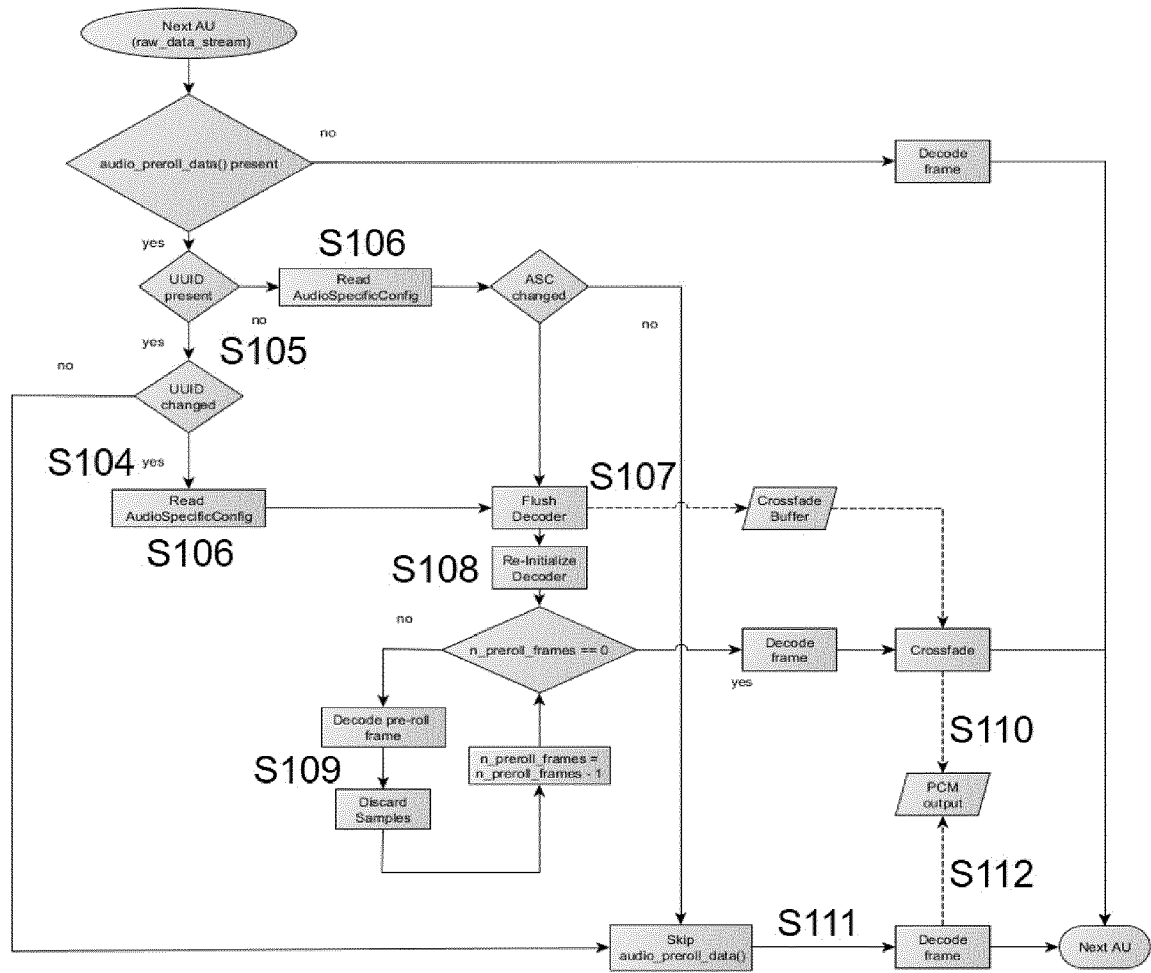 Next AU
(raw_data_stream)
no
audio_preroll_data() present
Decode
frame
yes
S106
UUID
present
Read
AudioSpecificConfig
ASC
changed
no
no
yes
S105
no
UUID
changed
S104
yes
S107
Read
AudioSpecificConfig
Flush
Decoder
Crossfade
Buffer
S106
S108
Re-Initialize
Decoder
no
n_preroll_frames == 0
Decode
frame
Crossfade
yes
Decode pre-roll
frame
S110
S109
n_preroll_frames =
n_preroll_frames - 1
Discard
Samples
PCM
output
S112
S111
Skip
audio_preroll_data()
Decode
frame
Next AU